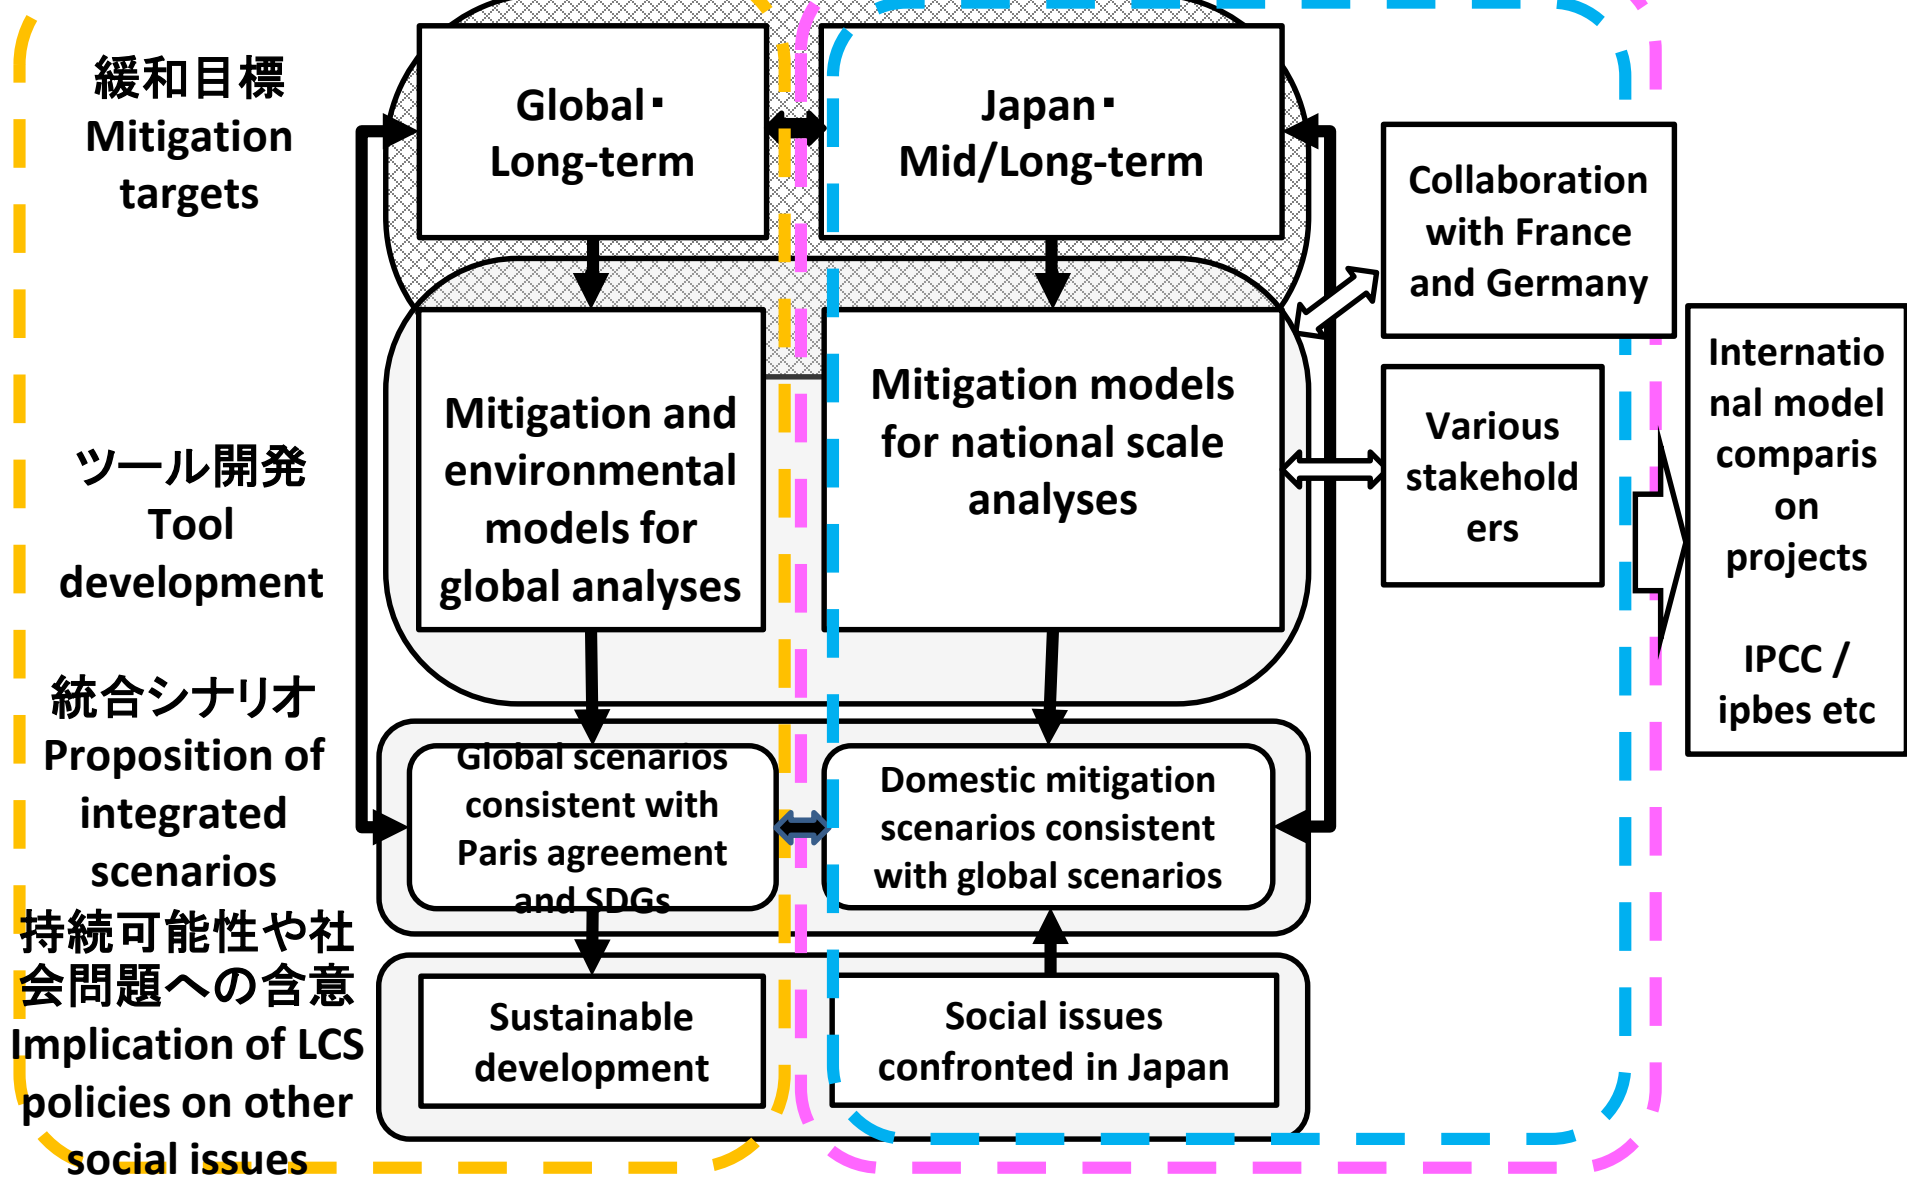 緩和目標
Mitigation
targets
Global・
Long-term
Japan・
Mid/Long-term
Collaboration
with France
and Germany
ツール開発
Tool
development
Mitigation and
environmental
models for
global analyses
Mitigation models
for national scale
analyses
Various
stakehold
ers
Internatio
nal model
comparis
on
projects
IPCC /
ipbes etc
統合シナリオ
Proposition of
integrated
scenarios
Global scenarios
consistent with
Paris agreement
and SDGs
Domestic mitigation
scenarios consistent
with global scenarios
持続可能性や社
会問題への含意
Implication of LCS
policies on other
social issues
Sustainable
development
Social issues
confronted in Japan